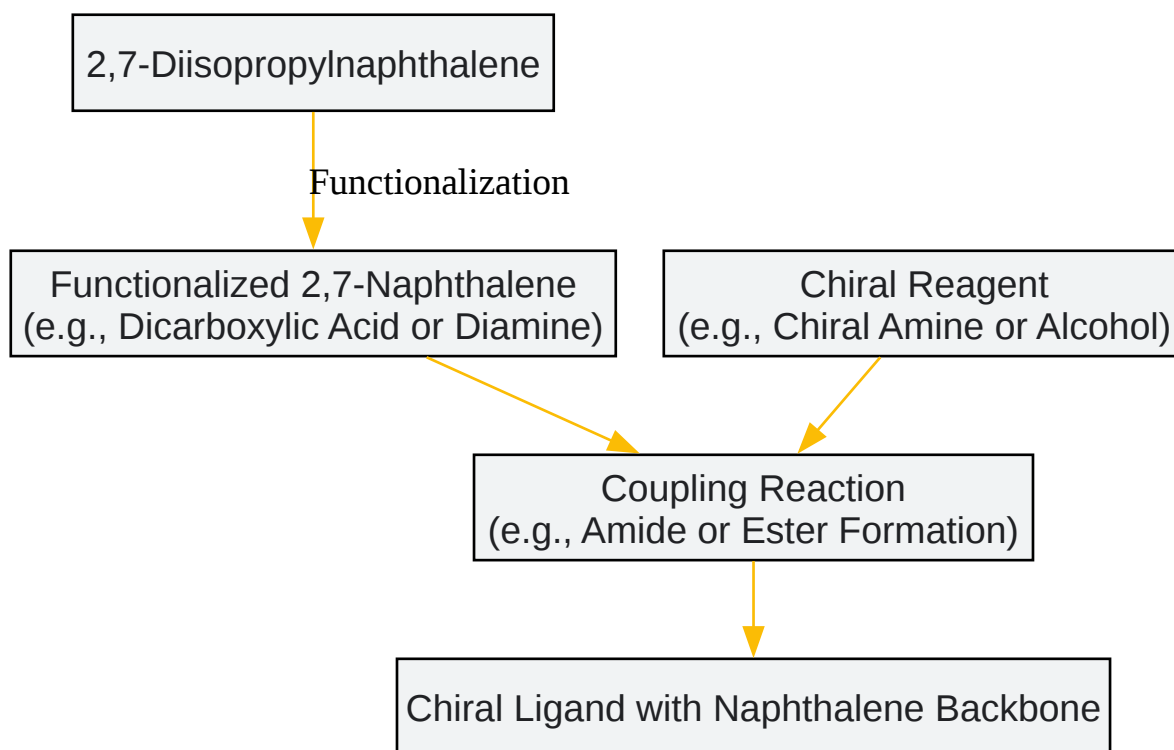 2,7-Diisopropylnaphthalene
Functionalization
Functionalized 2,7-Naphthalene
(e.g., Dicarboxylic Acid or Diamine)
Chiral Reagent
(e.g., Chiral Amine or Alcohol)
Coupling Reaction
(e.g., Amide or Ester Formation)
Chiral Ligand with Naphthalene Backbone